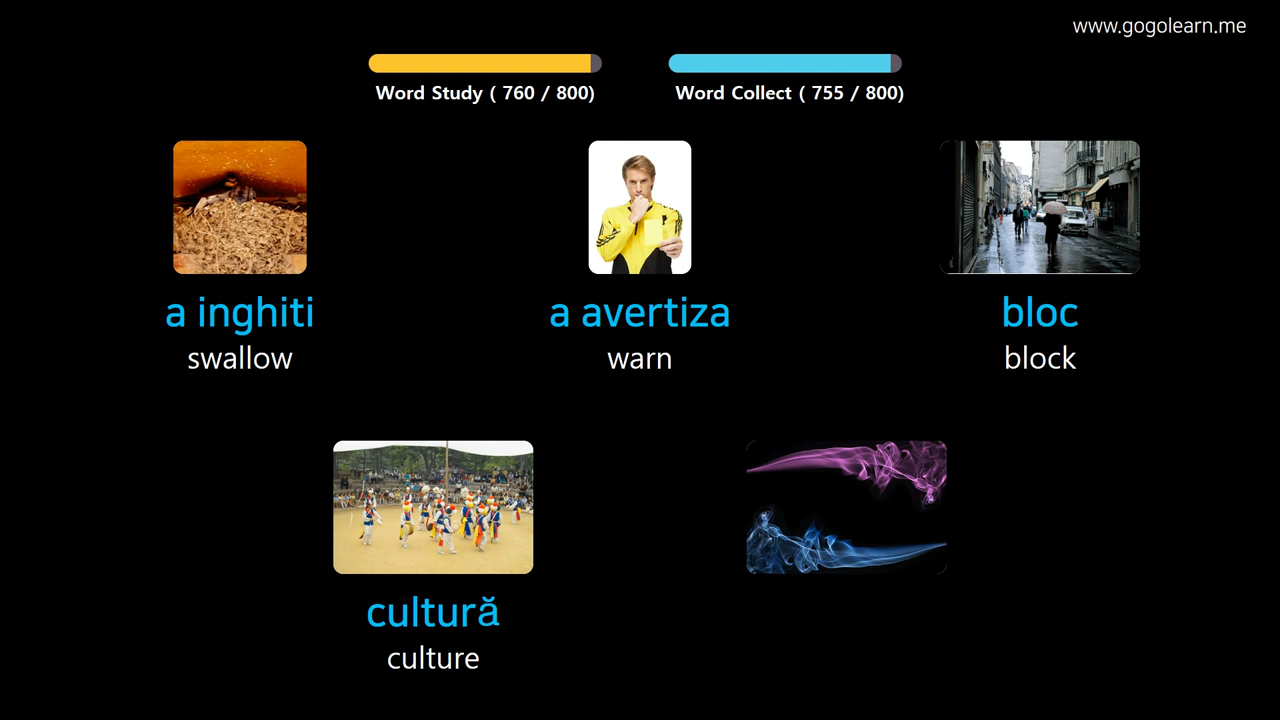 www.gogolearn.me
Word Study ( 760 / 800)
Word Collect ( 755 / 800)
a inghiti
swallow
a avertiza
warn
bloc
block
cultură
culture